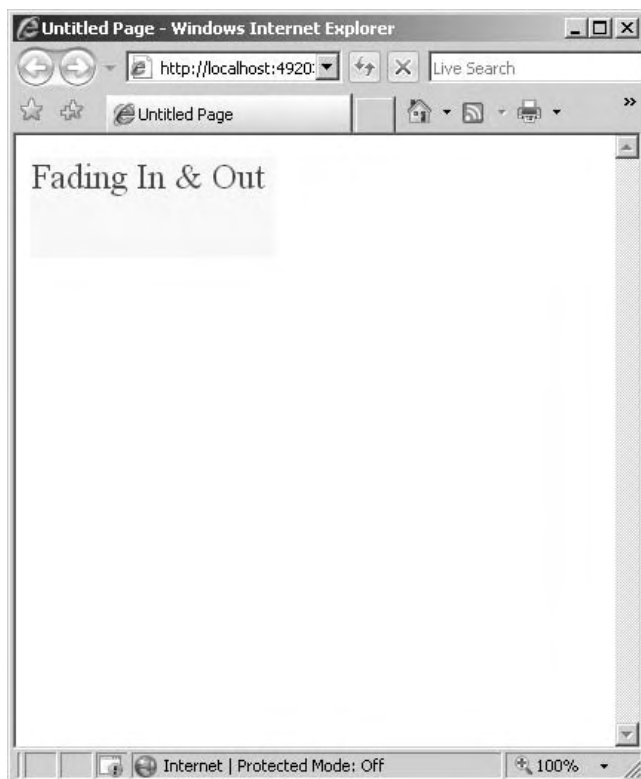 Untitled Page - Windows Internet Explorer
http://localhost:4920:
Live Search
Untitled Page
»
Fading In & Out
Internet | Protected Mode: Off
100%